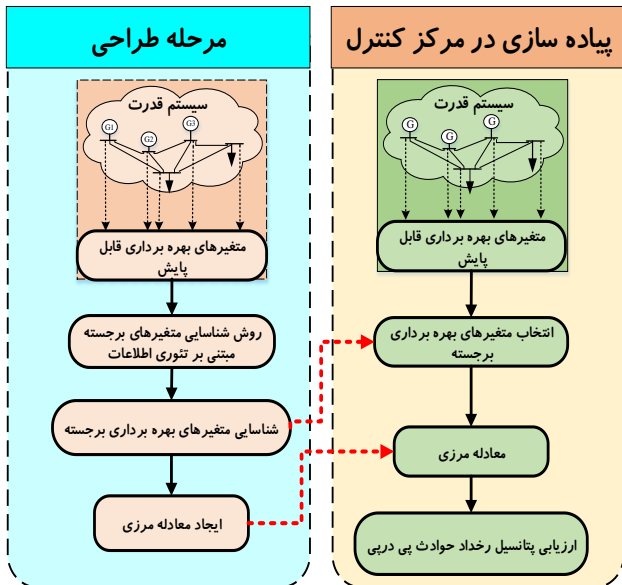 پیاده سازی در مرکز کنترل
سیستم قدرت
G
G
G
متغیرهای بهره برداری قابل
پایش
انتخاب متغیرهای بهره برداری
برجسته
معادله مرزی
ارزیابی پتانسیل رخداد حوادث پی درپی
مرحله طراحی
سیستم قدرت
G1
G2
G3
متغیرهای بهره برداری قابل
پایش
روش شناسایی متغیرهای برجسته
مبتنی بر تئوری اطلاعات
شناسایی متغیرهای بهره برداری برجسته
ایجاد معادله مرزی